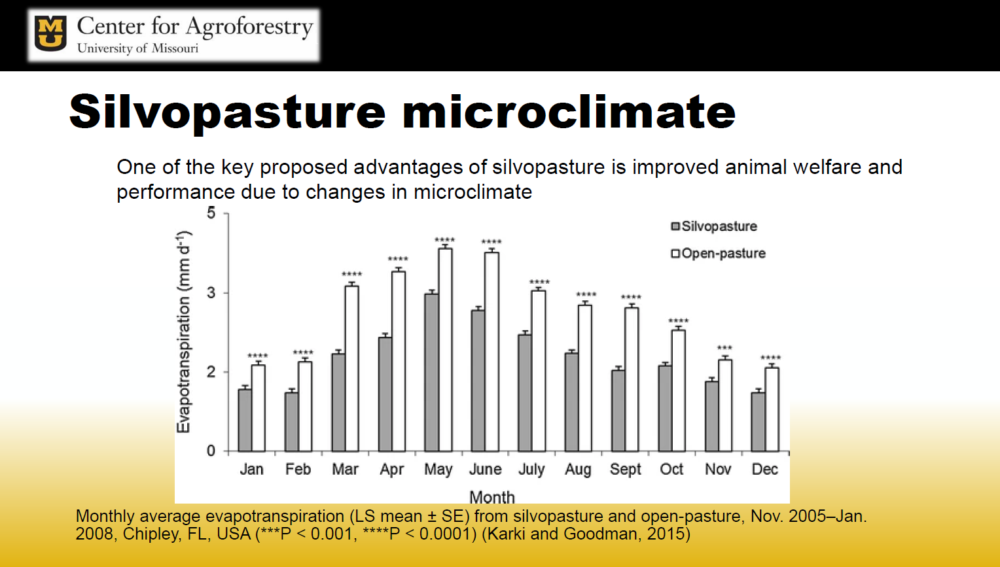 MU
Center for Agroforestry
University of Missouri
Silvopasture microclimate
One of the key proposed advantages of silvopasture is improved animal welfare and
performance due to changes in microclimate
Evapotranspiration (mm d-1)
5
3
2
0
Silvopasture
Open-pasture
****
****
****
****
****
****
****
****
****
****
***
****
Jan Feb Mar Apr May June July Aug Sept Oct Nov Dec
Month
Monthly average evapotranspiration (LS mean ± SE) from silvopasture and open-pasture, Nov. 2005–Jan.
2008, Chipley, FL, USA (***P < 0.001, ****P < 0.0001) (Karki and Goodman, 2015)